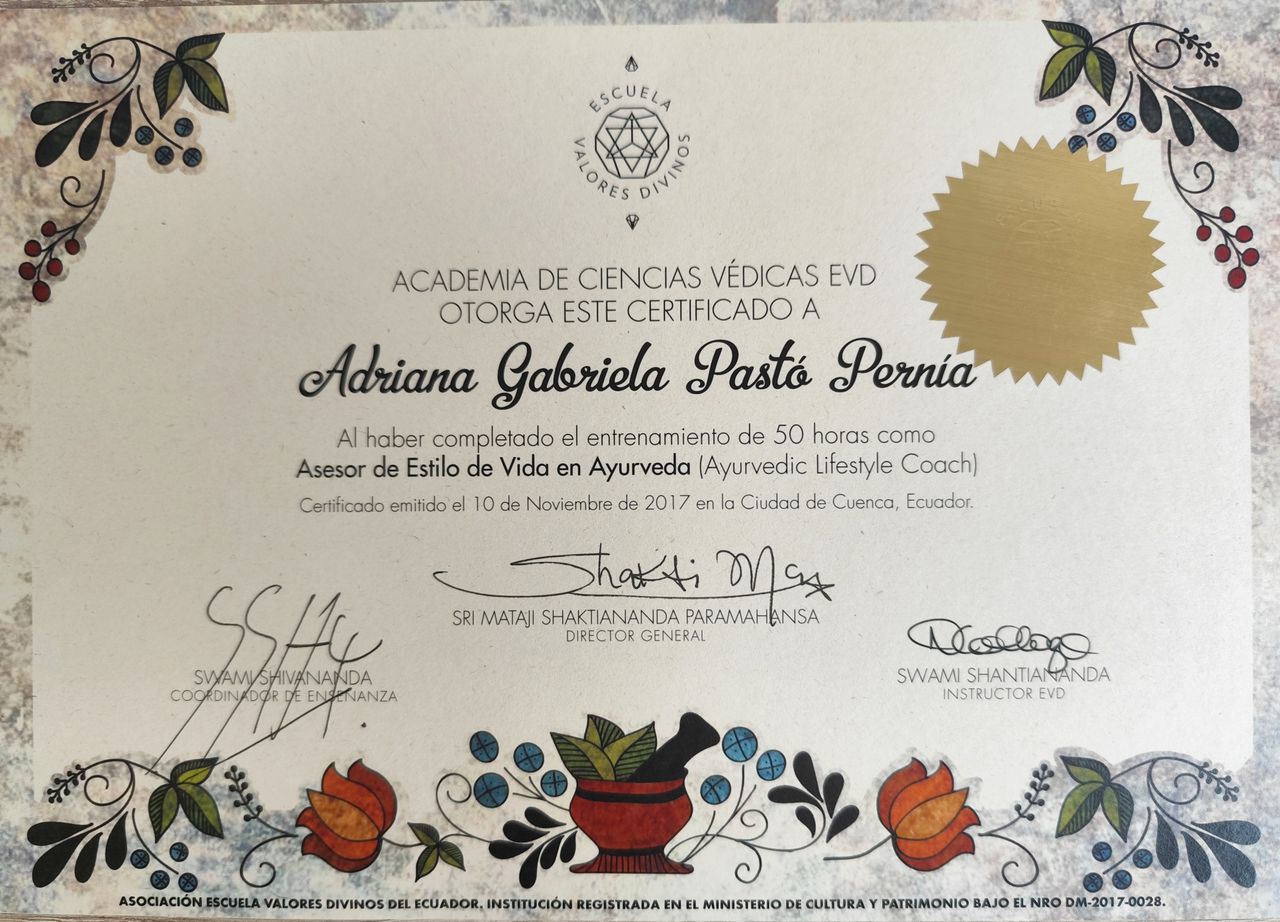 ESCUELA
VALORES DIVINOS
ACADEMIA DE CIENCIAS VÉDICAS EVD
OTORGA ESTE CERTIFICADO A
Adriana Gabriela Pastó Pernía
Al haber completado el entrenamiento de 50 horas como
Asesor de Estilo de Vida en Ayurveda (Ayurvedic Lifestyle Coach)
Certificado emitido el 10 de Noviembre de 2017 en la Ciudad de Cuenca, Ecuador.
Shakti Maa
SRI MATAJI SHAKTIANANDA PARAMAHANSA
DIRECTOR GENERAL
SWAMI SHIVANANDA
COORDINADOR DE ENSEÑANZA
SWAMI SHANTIANANDA
INSTRUCTOR EVD
ASOCIACIÓN ESCUELA VALORES DIVINOS DEL ECUADOR. INSTITUCIÓN REGISTRADA EN EL MINISTERIO DE CULTURA Y PATRIMONIO BAJO EL NRO DM-2017-0028.